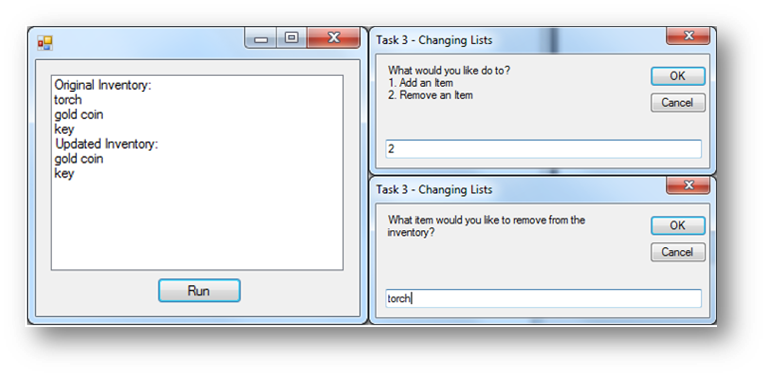 Original Inventory:
torch
gold coin
key
Updated Inventory:
gold coin
key
Run
Task 3 - Changing Lists
What would you like do to?
1. Add an Item
2. Remove an Item
OK
Cancel
2
Task 3 - Changing Lists
What item would you like to remove from the
inventory?
OK
Cancel
torch